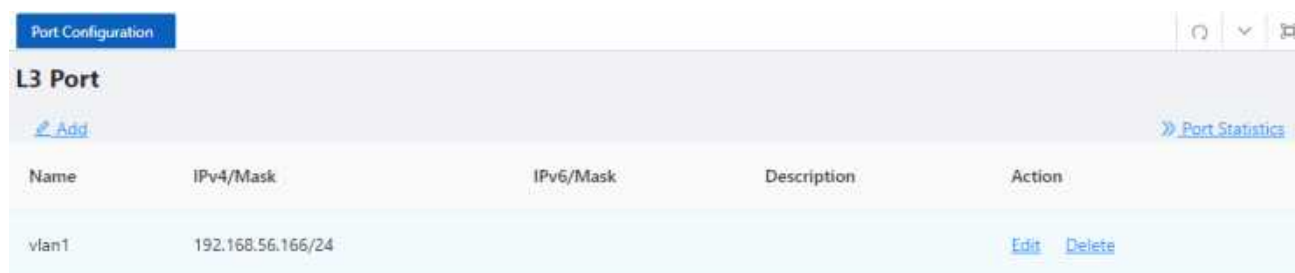 Port Configuration
L3 Port
Add Port Statistics
Name IPv4/Mask IPv6/Mask Description Action
vlan1 192.168.56.166/24 Edit Delete